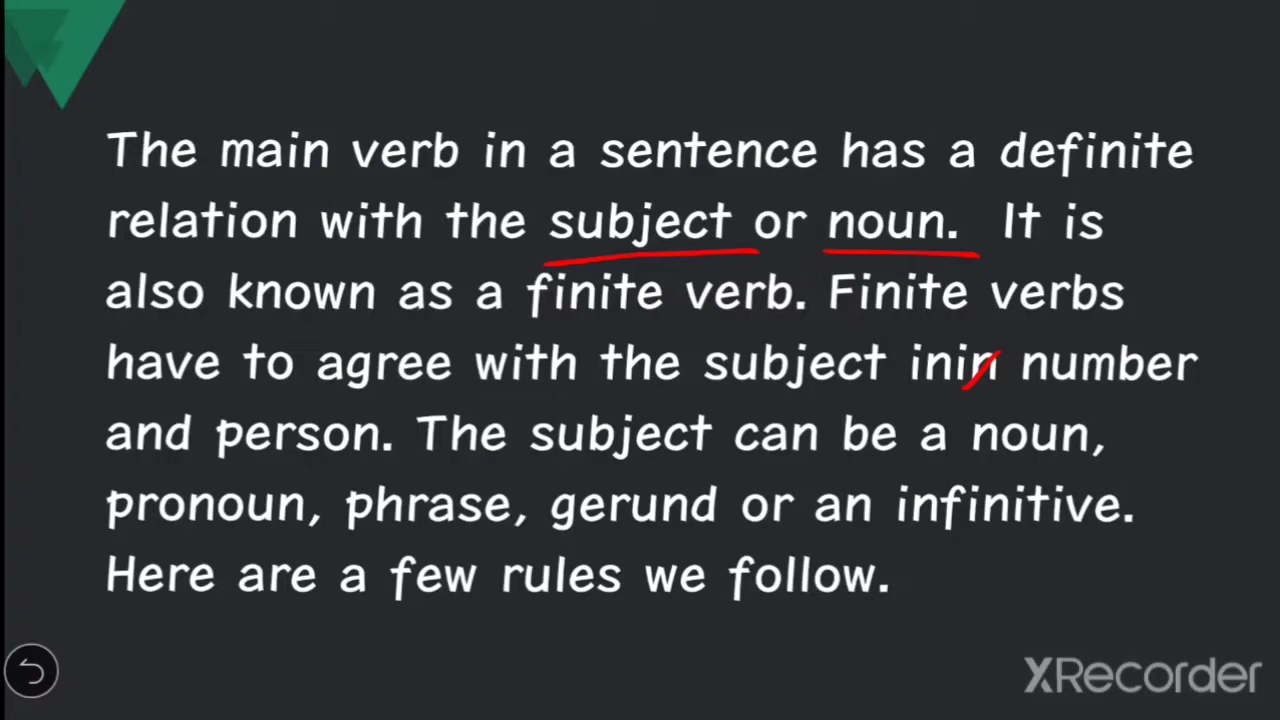 The main verb in a sentence has a definite
relation with the subject or noun. It is
also known as a finite verb. Finite verbs
have to agree with the subject inin number
and person. The subject can be a noun,
pronoun, phrase, gerund or an infinitive.
Here are a few rules we follow.
XRecorder